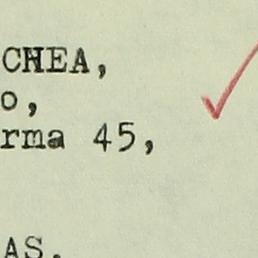 CHEA,
o,
rma 45,
AS.